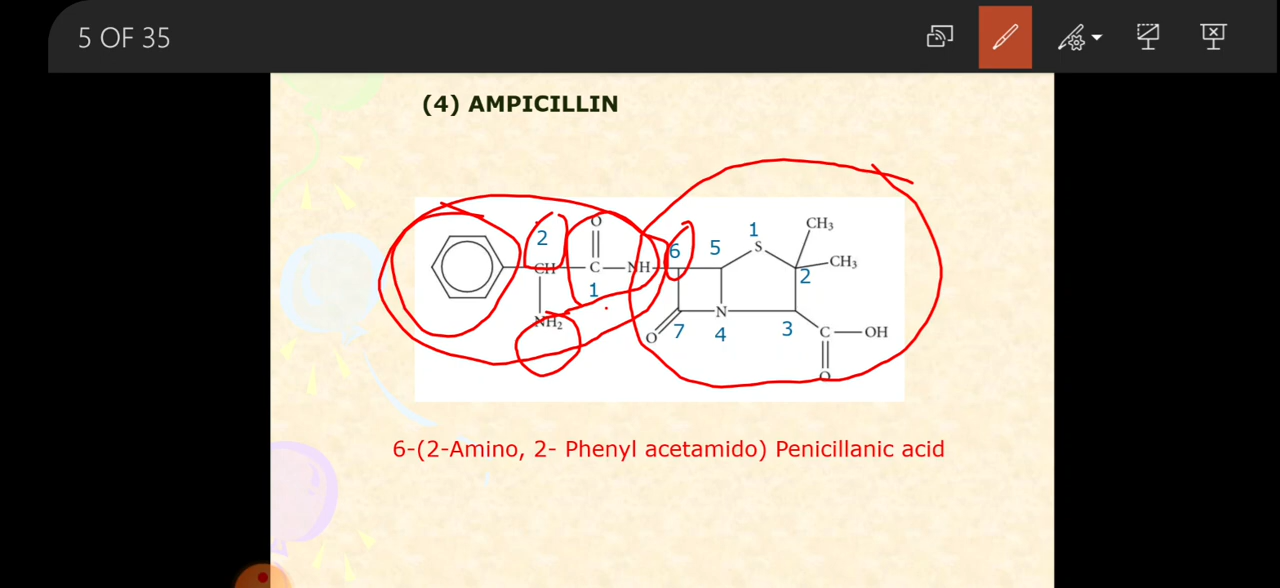 5 OF 35
(4) AMPICILLIN
O
1
CH₃
2
6
5
S
CH₃
CH
C
NH
2
1
NH₂
N
O
7
4
3
C
OH
O
6-(2-Amino, 2- Phenyl acetamido) Penicillanic acid